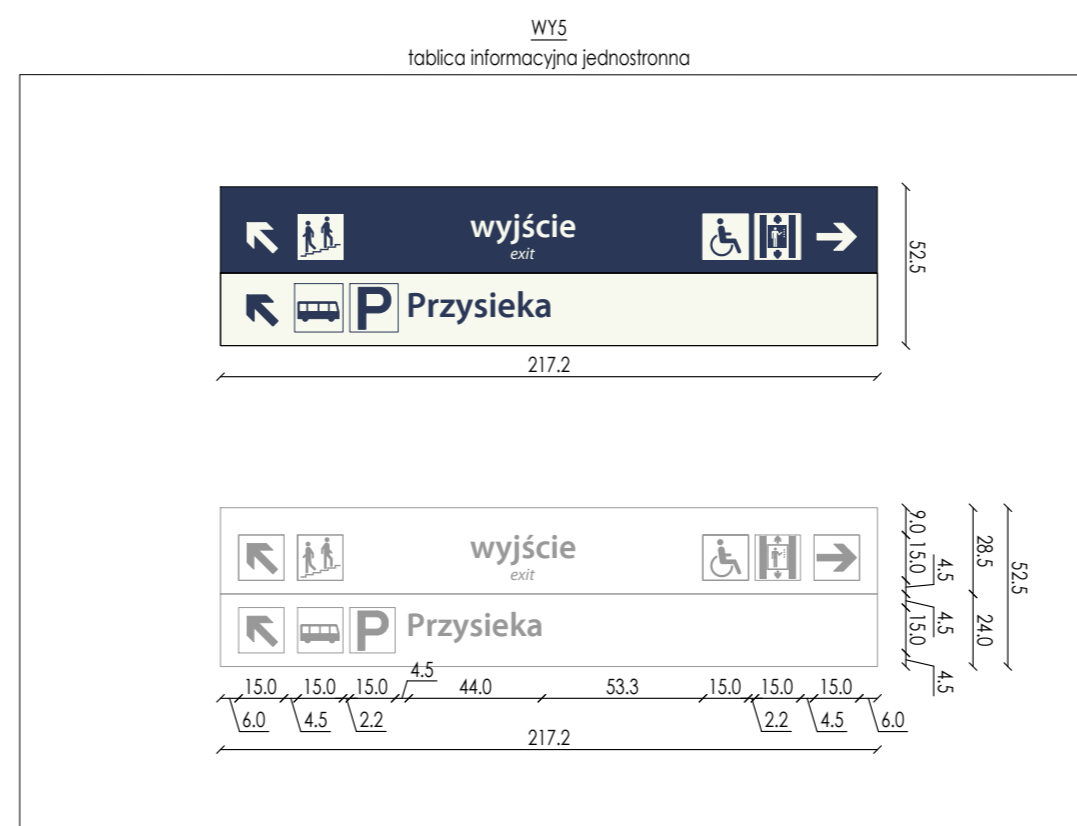 WY5
tablica informacyjna jednostronna
wyjście
exit
P Przysieka
52.5
217.2
wyjście
exit
P Przysieka
9.0 15.0 4.5 28.5 52.5
4.5 15.0 24.0
4.5
4.5
15.0 15.0 15.0 44.0 53.3 15.0 15.0 15.0
6.0 4.5 2.2 2.2 4.5 6.0
217.2